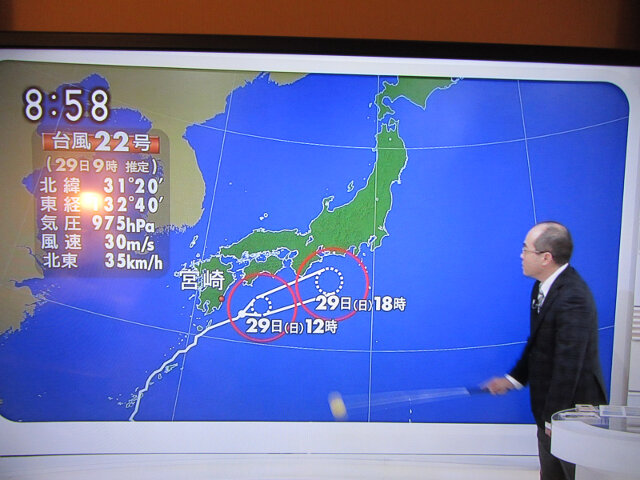 8:58
台風22号
(29日9時 推定)
北緯 31°20′
東経 132°40′
気圧 975hPa
風速 30m/s
北東 35km/h
宮崎
29日(日)18時
29日(日)12時